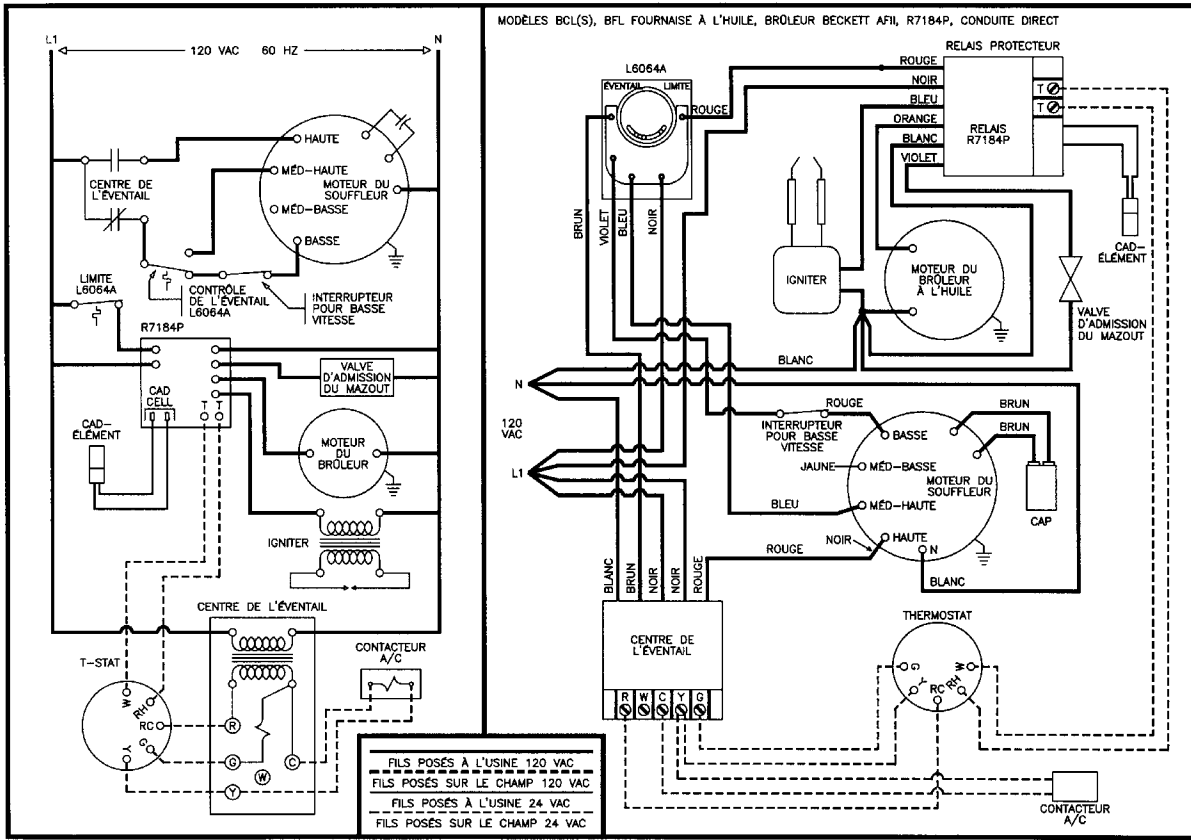 L1
120 VAC 60 HZ
N
HAUTE
MÉD-HAUTE
MOTEUR DU
SOUFFLEUR
MÉD-BASSE
BASSE
CENTRE DE
L'ÉVENTAIL
LIMITE
L6064A
CONTRÔLE
DE L'ÉVENTAIL
L6064A
INTERRUPTEUR
POUR BASSE
VITESSE
R7184P
VALVE
D'ADMISSION
DU MAZOUT
CAD
CELL
T T
CAD-
ÉLÉMENT
MOTEUR
DU
BRÛLEUR
IGNITER
CENTRE DE L'ÉVENTAIL
T-STAT
CONTACTEUR
A/C
W
RH
RC
G
Y
R
G
W
C
Y
FILS POSÉS À L'USINE 120 VAC
FILS POSÉS SUR LE CHAMP 120 VAC
FILS POSÉS À L'USINE 24 VAC
FILS POSÉS SUR LE CHAMP 24 VAC
MODÈLES BCL(S), BFL FOURNAISE À L'HUILE, BRÛLEUR BECKETT AFII, R7184P, CONDUITE DIRECT
RELAIS PROTECTEUR
L6064A
ÉVENTAIL LIMITE
ROUGE
ROUGE
NOIR
BLEU
ORANGE
BLANC
VIOLET
RELAIS
R7184P
T
T
BRUN
VIOLET
BLEU
NOIR
IGNITER
MOTEUR DU
BRÛLEUR
À L'HUILE
CAD-
ÉLÉMENT
VALVE
D'ADMISSION
DU MAZOUT
BLANC
N
120
VAC
L1
ROUGE
INTERRUPTEUR
POUR BASSE
VITESSE
BASSE
BRUN
BRUN
JAUNE
MÉD-BASSE
MOTEUR DU
SOUFFLEUR
MÉD-HAUTE
BLEU
CAP
HAUTE
N
NOIR
ROUGE
BLANC
BLANC
BRUN
NOIR
NOIR
ROUGE
CENTRE DE
L'ÉVENTAIL
R W C Y G
THERMOSTAT
G
W
Y
RC
RH
CONTACTEUR
A/C